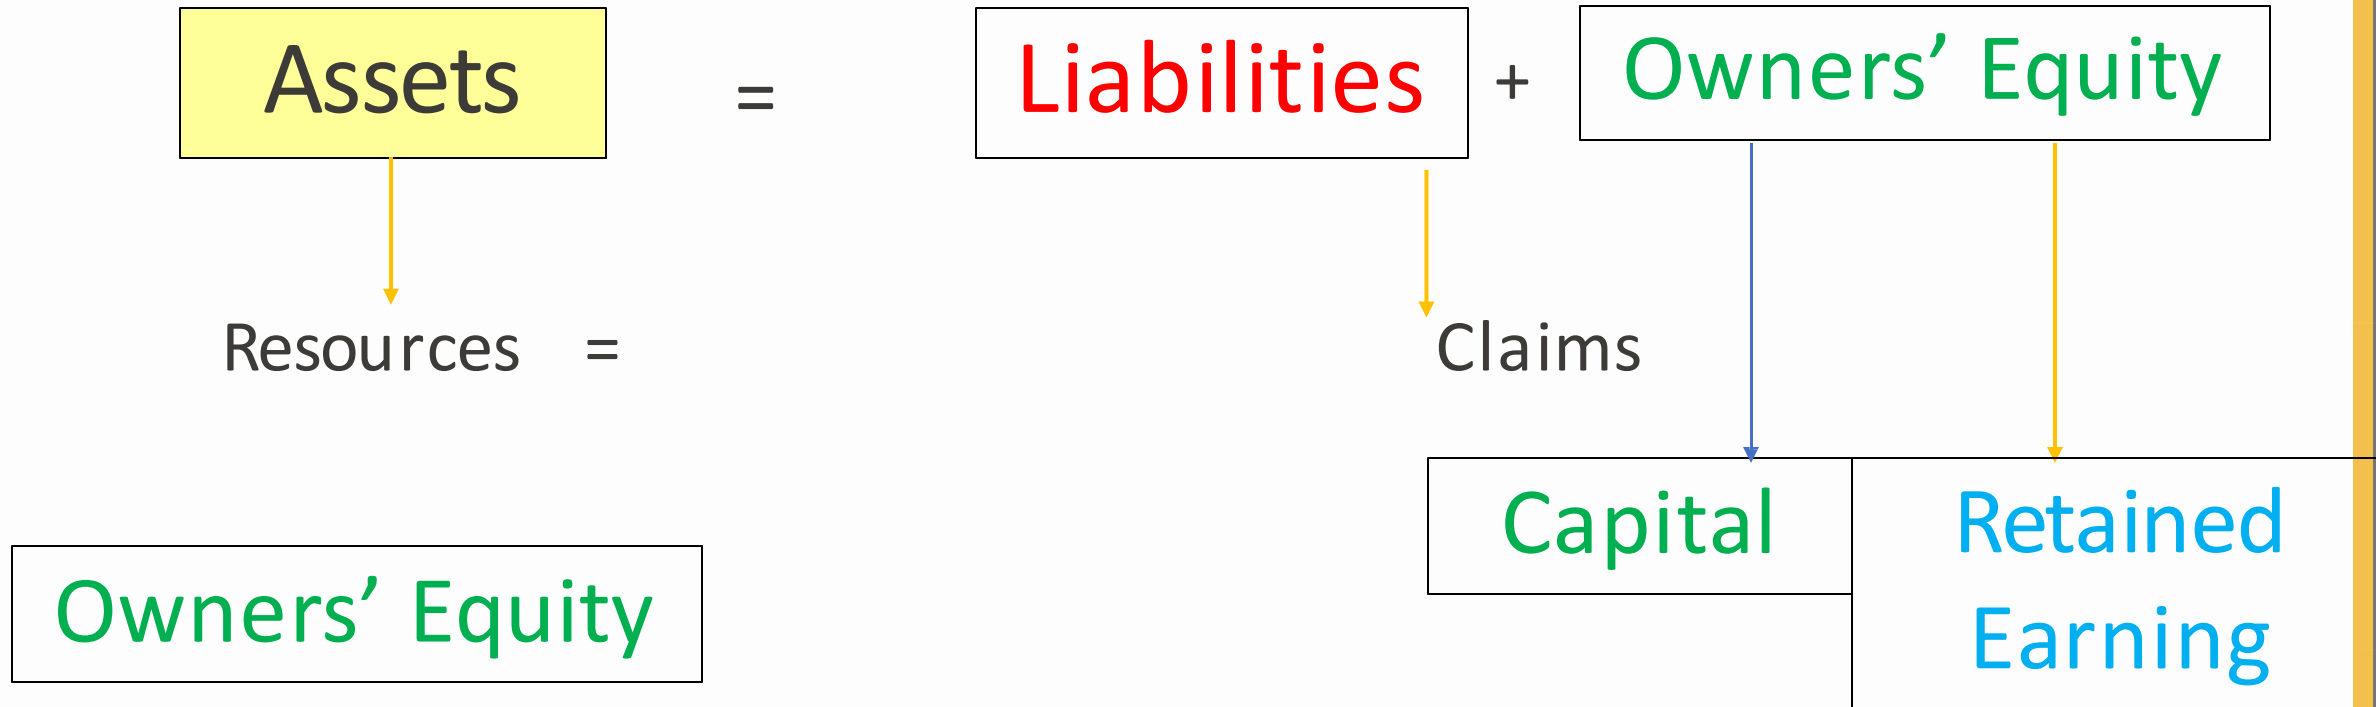 Assets = Liabilities + Owners’ Equity
Resources = Claims
Capital Retained
Earning
Owners’ Equity